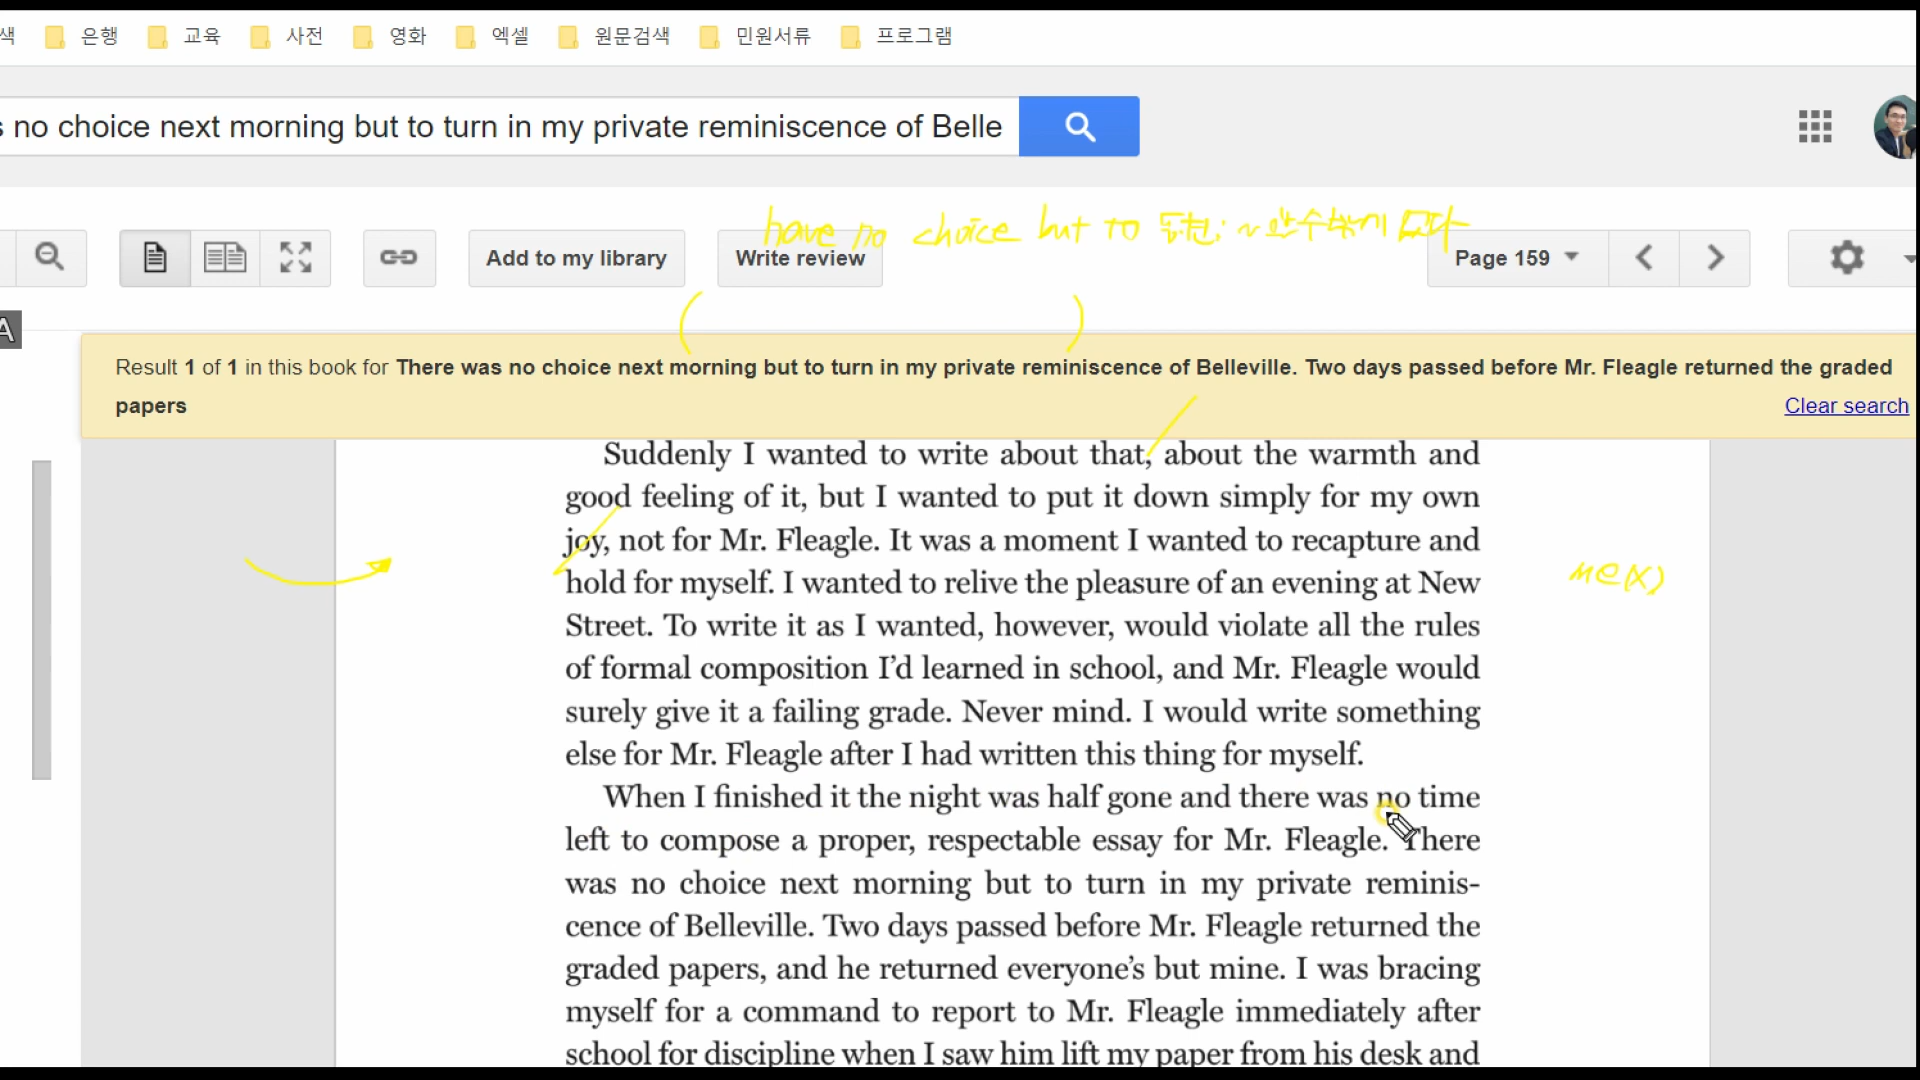 색 은행 교육 사전 영화 엑셀 원문검색 민원서류 프로그램
s no choice next morning but to turn in my private reminiscence of Belle
have no choice but to 동원; ~할 수 밖에 없다
Add to my library Write review Page 159
A
Result 1 of 1 in this book for There was no choice next morning but to turn in my private reminiscence of Belleville. Two days passed before Mr. Fleagle returned the graded
papers Clear search
Suddenly I wanted to write about that, about the warmth and
good feeling of it, but I wanted to put it down simply for my own
joy, not for Mr. Fleagle. It was a moment I wanted to recapture and
me(x)
hold for myself. I wanted to relive the pleasure of an evening at New
Street. To write it as I wanted, however, would violate all the rules
of formal composition I'd learned in school, and Mr. Fleagle would
surely give it a failing grade. Never mind. I would write something
else for Mr. Fleagle after I had written this thing for myself.
When I finished it the night was half gone and there was no time
left to compose a proper, respectable essay for Mr. Fleagle. There
was no choice next morning but to turn in my private reminis-
cence of Belleville. Two days passed before Mr. Fleagle returned the
graded papers, and he returned everyone's but mine. I was bracing
myself for a command to report to Mr. Fleagle immediately after
school for discipline when I saw him lift my paper from his desk and